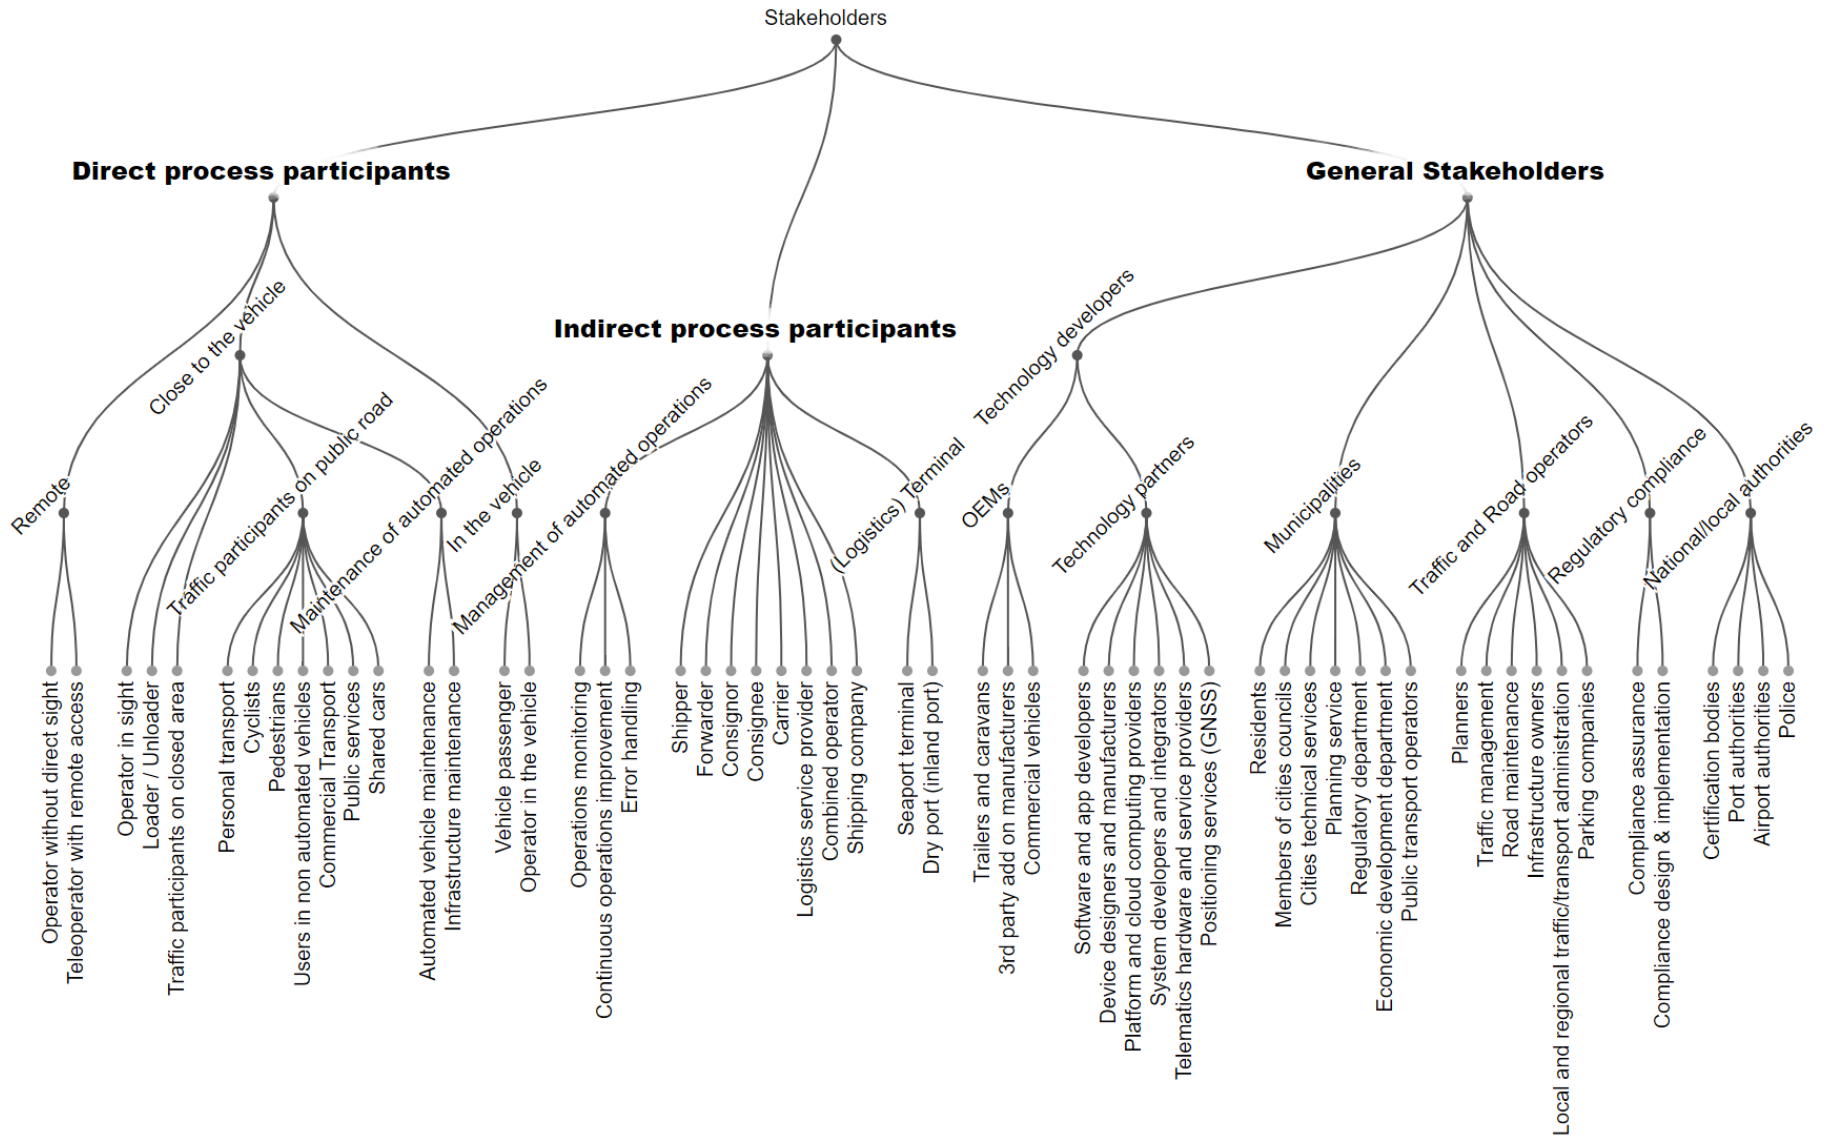 Stakeholders
Direct process participants
General Stakeholders
Indirect process participants
Close to the vehicle
Technology developers
Remote
Traffic participants on public road
Maintenance of automated operations
In the vehicle
Management of automated operations
(Logistics) Terminal
OEMs
Technology partners
Municipalities
Traffic and Road operators
Regulatory compliance
National/local authorities
Operator without direct sight
Teleoperator with remote access
Operator in sight
Loader / Unloader
Traffic participants on closed area
Personal transport
Cyclists
Pedestrians
Users in non automated vehicles
Commercial Transport
Public services
Shared cars
Automated vehicle maintenance
Infrastructure maintenance
Vehicle passenger
Operator in the vehicle
Operations monitoring
Continuous operations improvement
Error handling
Shipper
Forwarder
Consignor
Consignee
Carrier
Logistics service provider
Combined operator
Shipping company
Seaport terminal
Dry port (inland port)
Trailers and caravans
3rd party add on manufacturers
Commercial vehicles
Software and app developers
Device designers and manufacturers
Platform and cloud computing providers
System developers and integrators
Telematics hardware and service providers
Positioning services (GNSS)
Residents
Members of cities councils
Cities technical services
Planning service
Regulatory department
Economic development department
Public transport operators
Planners
Traffic management
Road maintenance
Infrastructure owners
Local and regional traffic/transport administration
Parking companies
Compliance assurance
Compliance design & implementation
Certification bodies
Port authorities
Airport authorities
Police